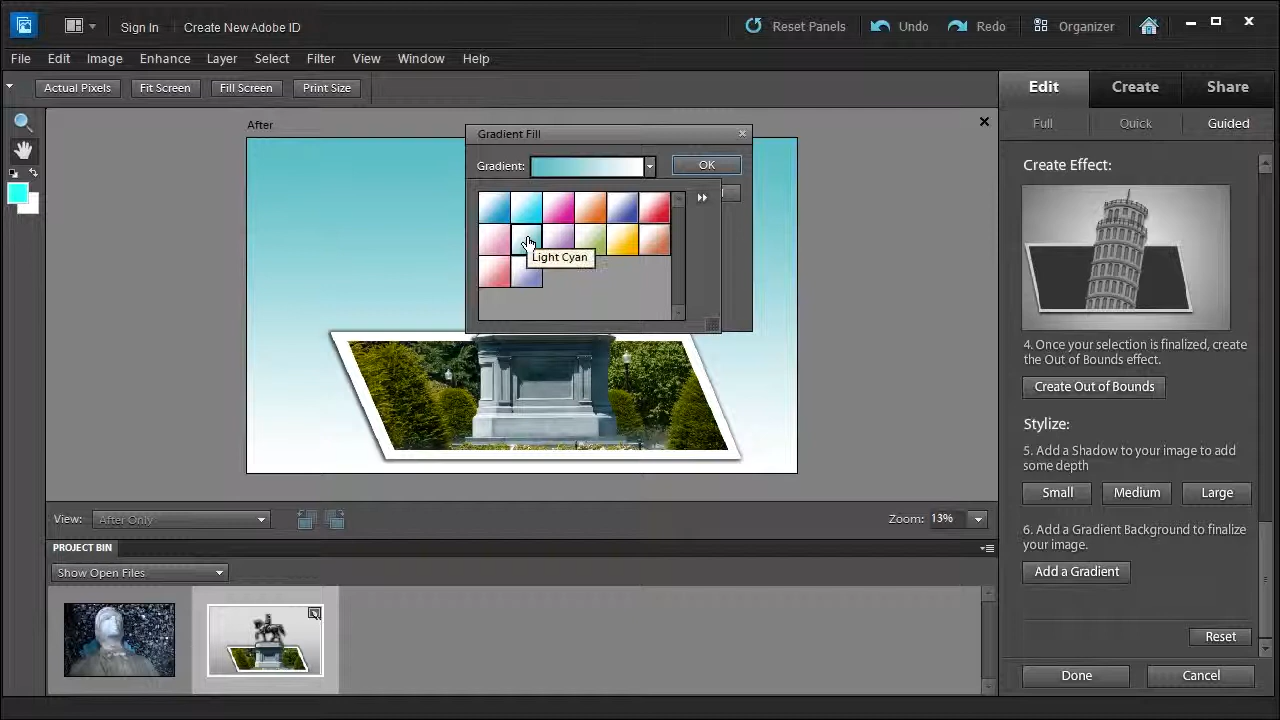 Sign In
Create New Adobe ID
Reset Panels
Undo
Redo
Organizer
File Edit Image Enhance Layer Select Filter View Window Help
Actual Pixels
Fit Screen
Fill Screen
Print Size
Edit
Create
Share
Full
Quick
Guided
After
Gradient Fill
Gradient:
OK
Light Cyan
Create Effect:
4. Once your selection is finalized, create
the Out of Bounds effect.
Create Out of Bounds
Stylize:
5. Add a Shadow to your image to add
some depth
Small
Medium
Large
6. Add a Gradient Background to finalize
your image.
Add a Gradient
Reset
Done
Cancel
View:
After Only
Zoom: 13%
PROJECT BIN
Show Open Files